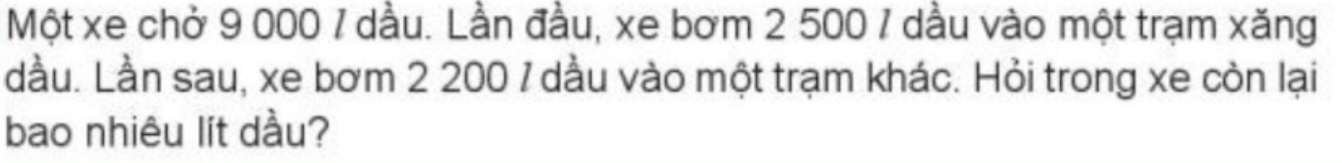 Một xe chở 9 000 l dầu. Lần đầu, xe bơm 2 500 l dầu vào một trạm xăng
dầu. Lần sau, xe bơm 2 200 l dầu vào một trạm khác. Hỏi trong xe còn lại
bao nhiêu lít dầu?